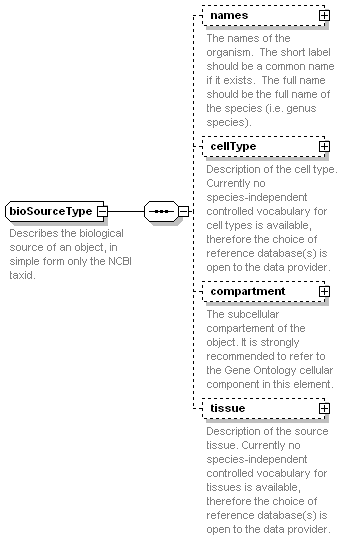 names
The names of the
organism.  The short label
should be a common name
if it exists.  The full name
should be the full name of
the species (i.e. genus
species).
cellType
Description of the cell type.
Currently no
species-independent
controlled vocabulary for
cell types is available,
therefore the choice of
reference database(s) is
open to the data provider.
bioSourceType
Describes the biological
source of an object, in
simple form only the NCBI
taxid.
compartment
The subcellular
compartement of the
object. It is strongly
recommended to refer to
the Gene Ontology cellular
component in this element.
tissue
Description of the source
tissue. Currently no
species-independent
controlled vocabulary for
tissues is available,
therefore the choice of
reference database(s) is
open to the data provider.